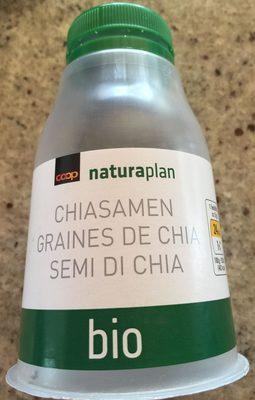 coop naturaplan
CHIASAMEN
GRAINES DE CHIA
SEMI DI CHIA
bio